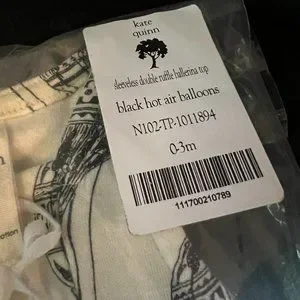 kate
quinn
sleeveless double ruffle ballerina top
black hot air balloons
N102-TP-1011894
0-3m
111700210789